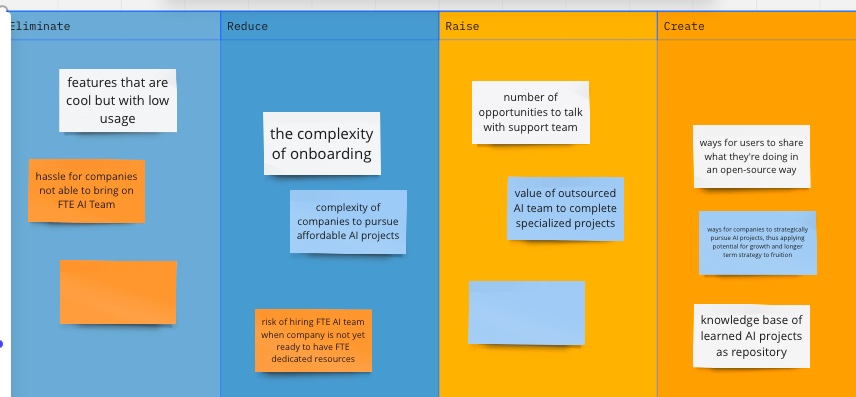 Eliminate
Reduce
Raise
Create
features that are
cool but with low
usage
hassle for companies
not able to bring on
FTE AI Team
the complexity
of onboarding
complexity of
companies to pursue
affordable AI projects
risk of hiring FTE AI team
when company is not yet
ready to have FTE
dedicated resources
number of
opportunities to talk
with support team
value of outsourced
AI team to complete
specialized projects
ways for users to share
what they're doing in
an open-source way
ways for companies to strategically
pursue AI projects, thus applying
potential for growth and longer
term strategy to fruition
knowledge base of
learned AI projects
as repository